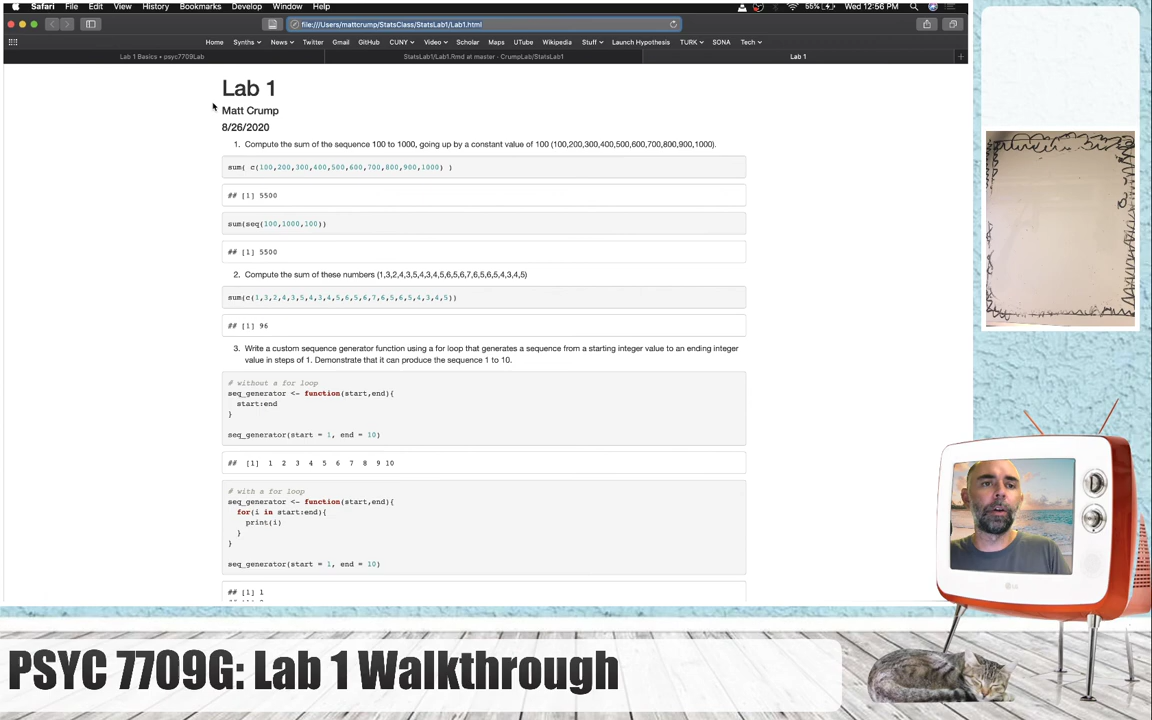 Safari File Edit View History Bookmarks Develop Window Help 55% Wed 12:56 PM
file:///Users/mattcrump/StatsClass/StatsLab1/Lab1.html
Home Synths News Twitter Gmail GitHub CUNY Video Scholar Maps UTube Wikipedia Stuff Launch Hypothesis TURK SONA Tech
Lab 1 Basics • psyc7709Lab StatsLab1/Lab1.Rmd at master · CrumpLab/StatsLab1 Lab 1
Lab 1
Matt Crump
8/26/2020
1. Compute the sum of the sequence 100 to 1000, going up by a constant value of 100 (100,200,300,400,500,600,700,800,900,1000).
sum( c(100,200,300,400,500,600,700,800,900,1000) )
## [1] 5500
sum(seq(100,1000,100))
## [1] 5500
2. Compute the sum of these numbers (1,3,2,4,3,5,4,3,4,5,6,5,6,7,6,5,6,5,4,3,4,5)
sum(c(1,3,2,4,3,5,4,3,4,5,6,5,6,7,6,5,6,5,4,3,4,5))
## [1] 96
3. Write a custom sequence generator function using a for loop that generates a sequence from a starting integer value to an ending integer
value in steps of 1. Demonstrate that it can produce the sequence 1 to 10.
# without a for loop
seq_generator <- function(start,end){
start:end
}
seq_generator(start = 1, end = 10)
## [1] 1 2 3 4 5 6 7 8 9 10
# with a for loop
seq_generator <- function(start,end){
for(i in start:end){
print(i)
}
}
seq_generator(start = 1, end = 10)
## [1] 1
LG
PSYC 7709G: Lab 1 Walkthrough